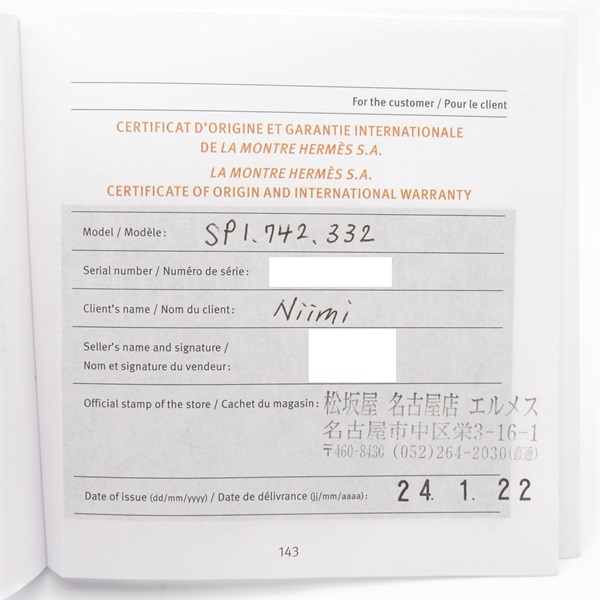 For the customer / Pour le client
CERTIFICAT D'ORIGINE ET GARANTIE INTERNATIONALE
DE LA MONTRE HERMÈS S.A.
LA MONTRE HERMÈS S.A.
CERTIFICATE OF ORIGIN AND INTERNATIONAL WARRANTY
Model / Modèle: SP1.742.332
Serial number / Numéro de série:
Client's name / Nom du client: Niimi
Seller's name and signature /
Nom et signature du vendeur:
Official stamp of the store / Cachet du magasin: 松坂屋 名古屋店 エルメス
名古屋市中区栄3-16-1
〒460-8430 (052)264-2030(直通)
Date of issue (dd/mm/yyyy) / Date de délivrance (jj/mm/aaaa): 24. 1. 22
143